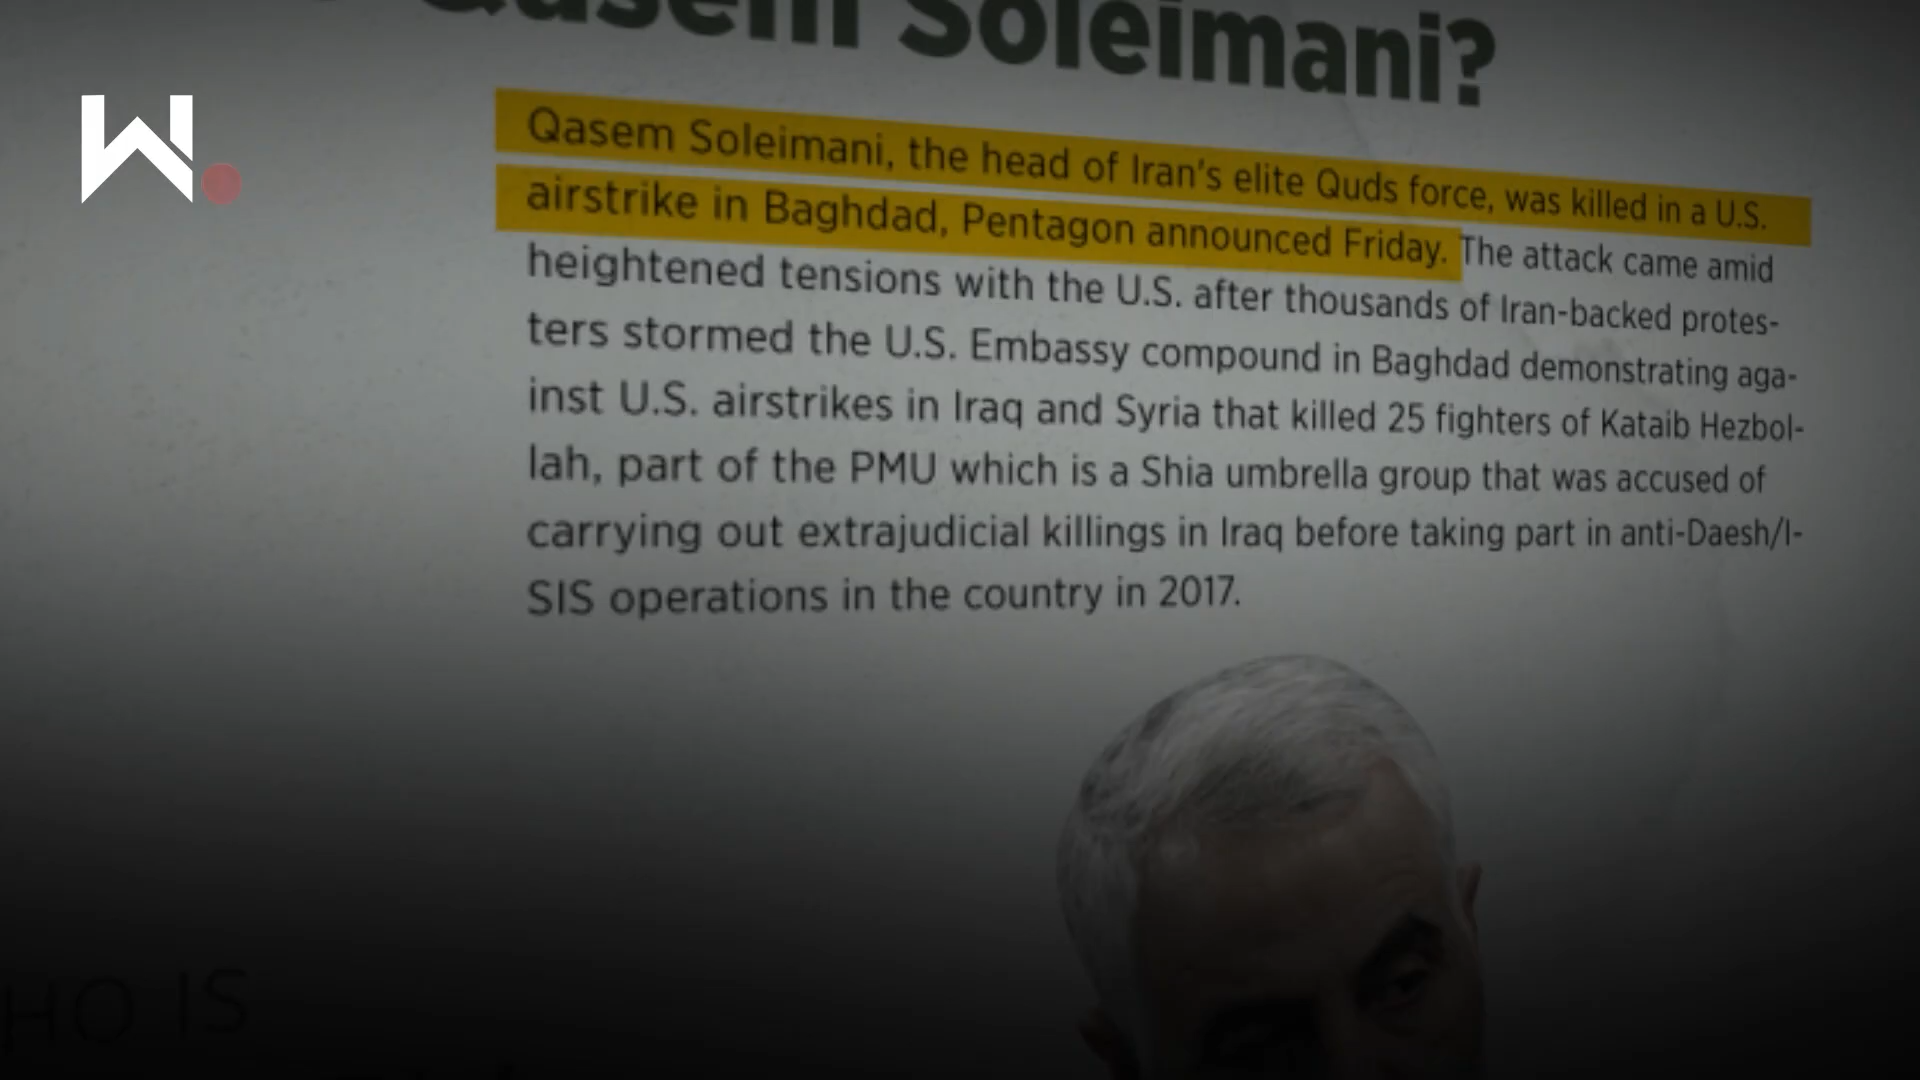 Qasem Soleimani?
Qasem Soleimani, the head of Iran's elite Quds force, was killed in a U.S.
airstrike in Baghdad, Pentagon announced Friday. The attack came amid
heightened tensions with the U.S. after thousands of Iran-backed protes-
ters stormed the U.S. Embassy compound in Baghdad demonstrating aga-
inst U.S. airstrikes in Iraq and Syria that killed 25 fighters of Kataib Hezbol-
lah, part of the PMU which is a Shia umbrella group that was accused of
carrying out extrajudicial killings in Iraq before taking part in anti-Daesh/I-
SIS operations in the country in 2017.
HO IS